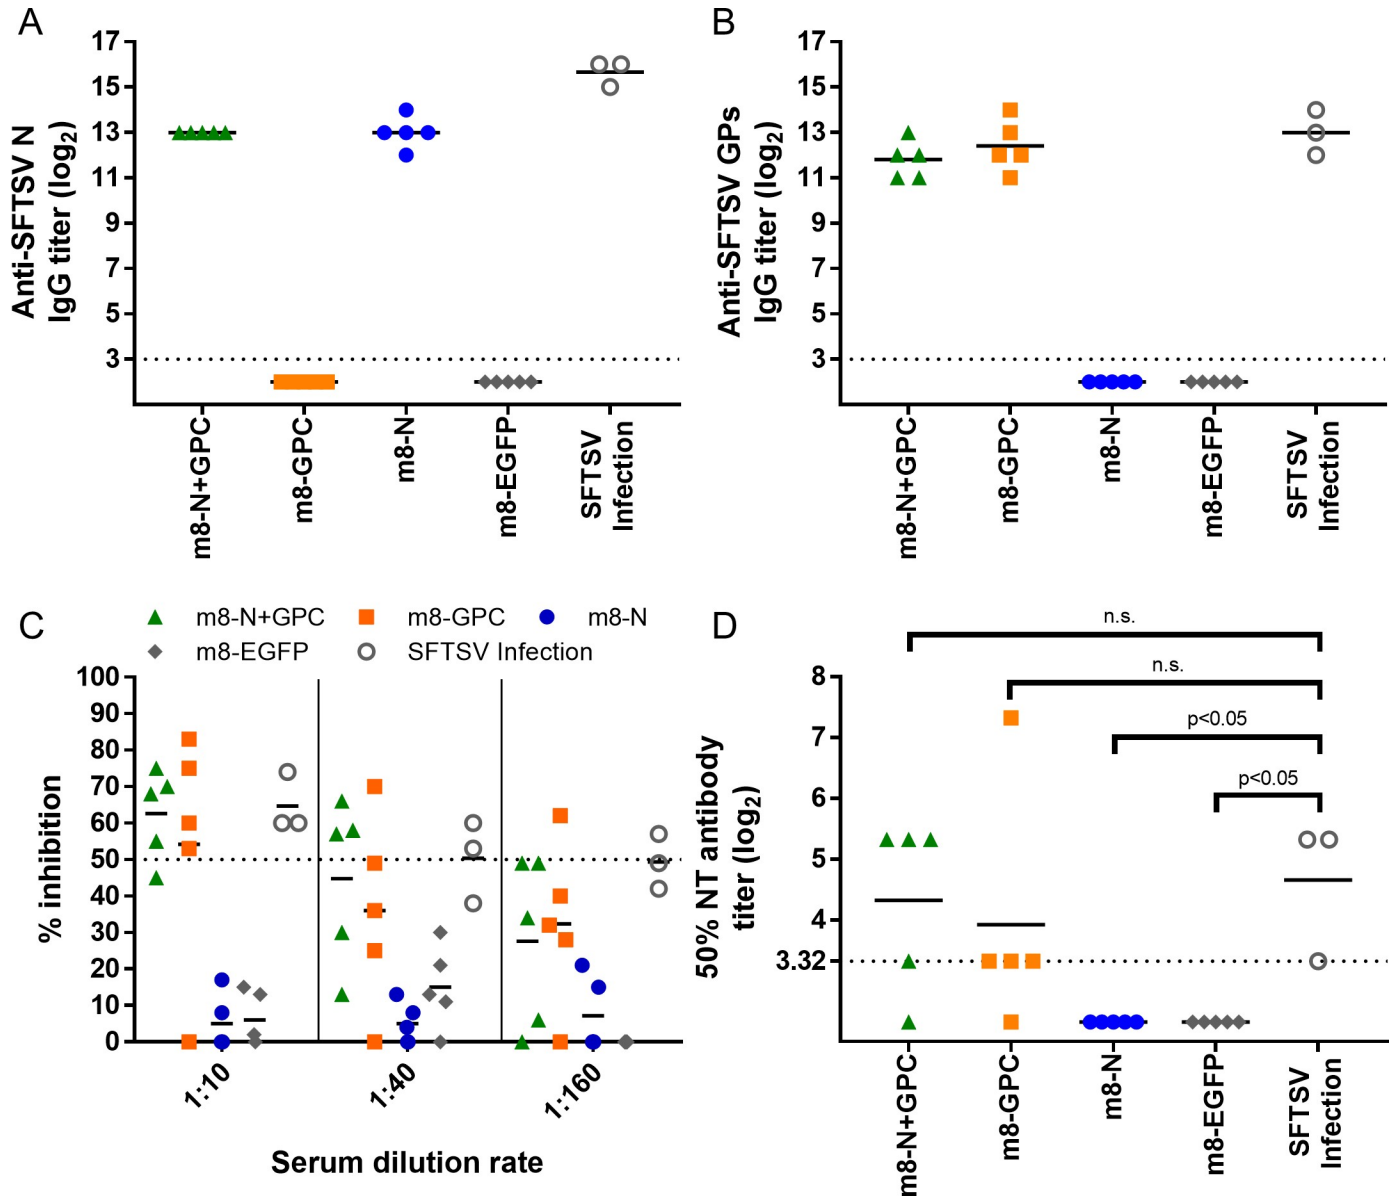 A
Anti-SFTSV N
IgG titer (log2)
17
15
13
11
9
7
5
3
m8-N+GPC
m8-GPC
m8-N
m8-EGFP
SFTSV
Infection
B
Anti-SFTSV GPs
IgG titer (log2)
17
15
13
11
9
7
5
3
m8-N+GPC
m8-GPC
m8-N
m8-EGFP
SFTSV
Infection
C
m8-N+GPC m8-GPC m8-N
m8-EGFP SFTSV Infection
% inhibition
100
90
80
70
60
50
40
30
20
10
0
1:10
1:40
1:160
Serum dilution rate
D
50% NT antibody
titer (log2)
n.s.
n.s.
p<0.05
p<0.05
8
7
6
5
4
3.32
m8-N+GPC
m8-GPC
m8-N
m8-EGFP
SFTSV
Infection